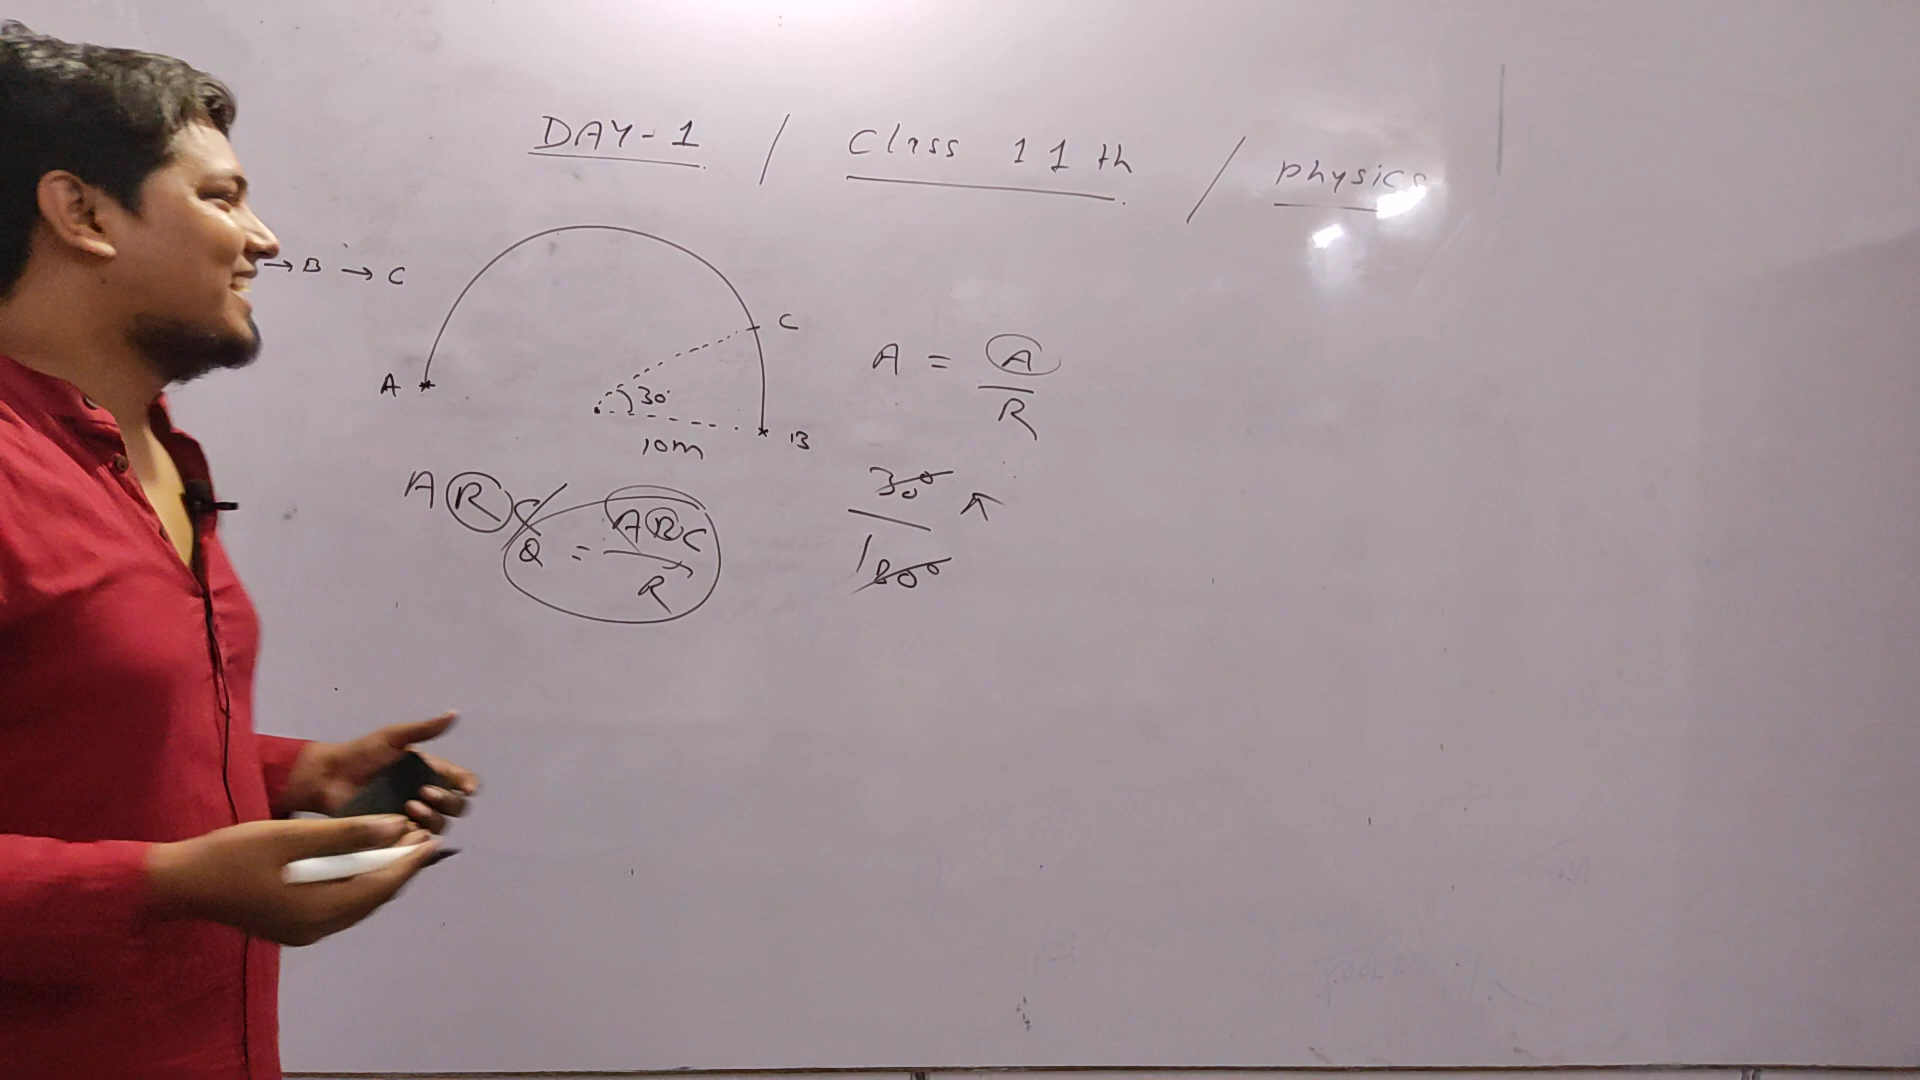 DAY-1 / Class 11th / physics
→ B → C
C
A = A
R
A
30°
10m
B
ARC
Q = ARC
R
30°
180°